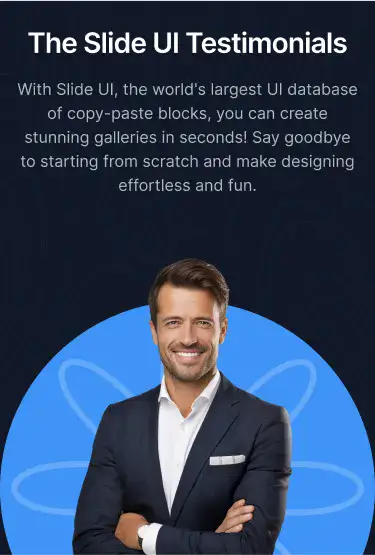 The Slide UI Testimonials
With Slide UI, the world's largest UI database
of copy-paste blocks, you can create
stunning galleries in seconds! Say goodbye
to starting from scratch and make designing
effortless and fun.